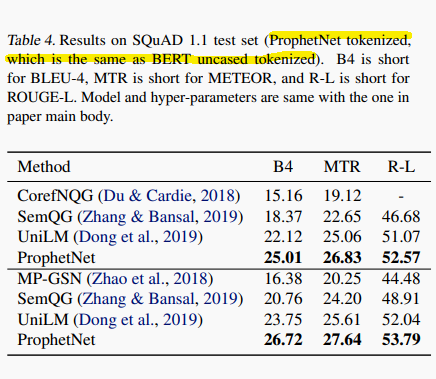 Table 4. Results on SQuAD 1.1 test set (ProphetNet tokenized,
which is the same as BERT uncased tokenized). B4 is short
for BLEU-4, MTR is short for METEOR, and R-L is short for
ROUGE-L. Model and hyper-parameters are same with the one in
paper main body.
Method B4 MTR R-L
CorefNQG (Du & Cardie, 2018) 15.16 19.12 -
SemQG (Zhang & Bansal, 2019) 18.37 22.65 46.68
UniLM (Dong et al., 2019) 22.12 25.06 51.07
ProphetNet 25.01 26.83 52.57
MP-GSN (Zhao et al., 2018) 16.38 20.25 44.48
SemQG (Zhang & Bansal, 2019) 20.76 24.20 48.91
UniLM (Dong et al., 2019) 23.75 25.61 52.04
ProphetNet 26.72 27.64 53.79